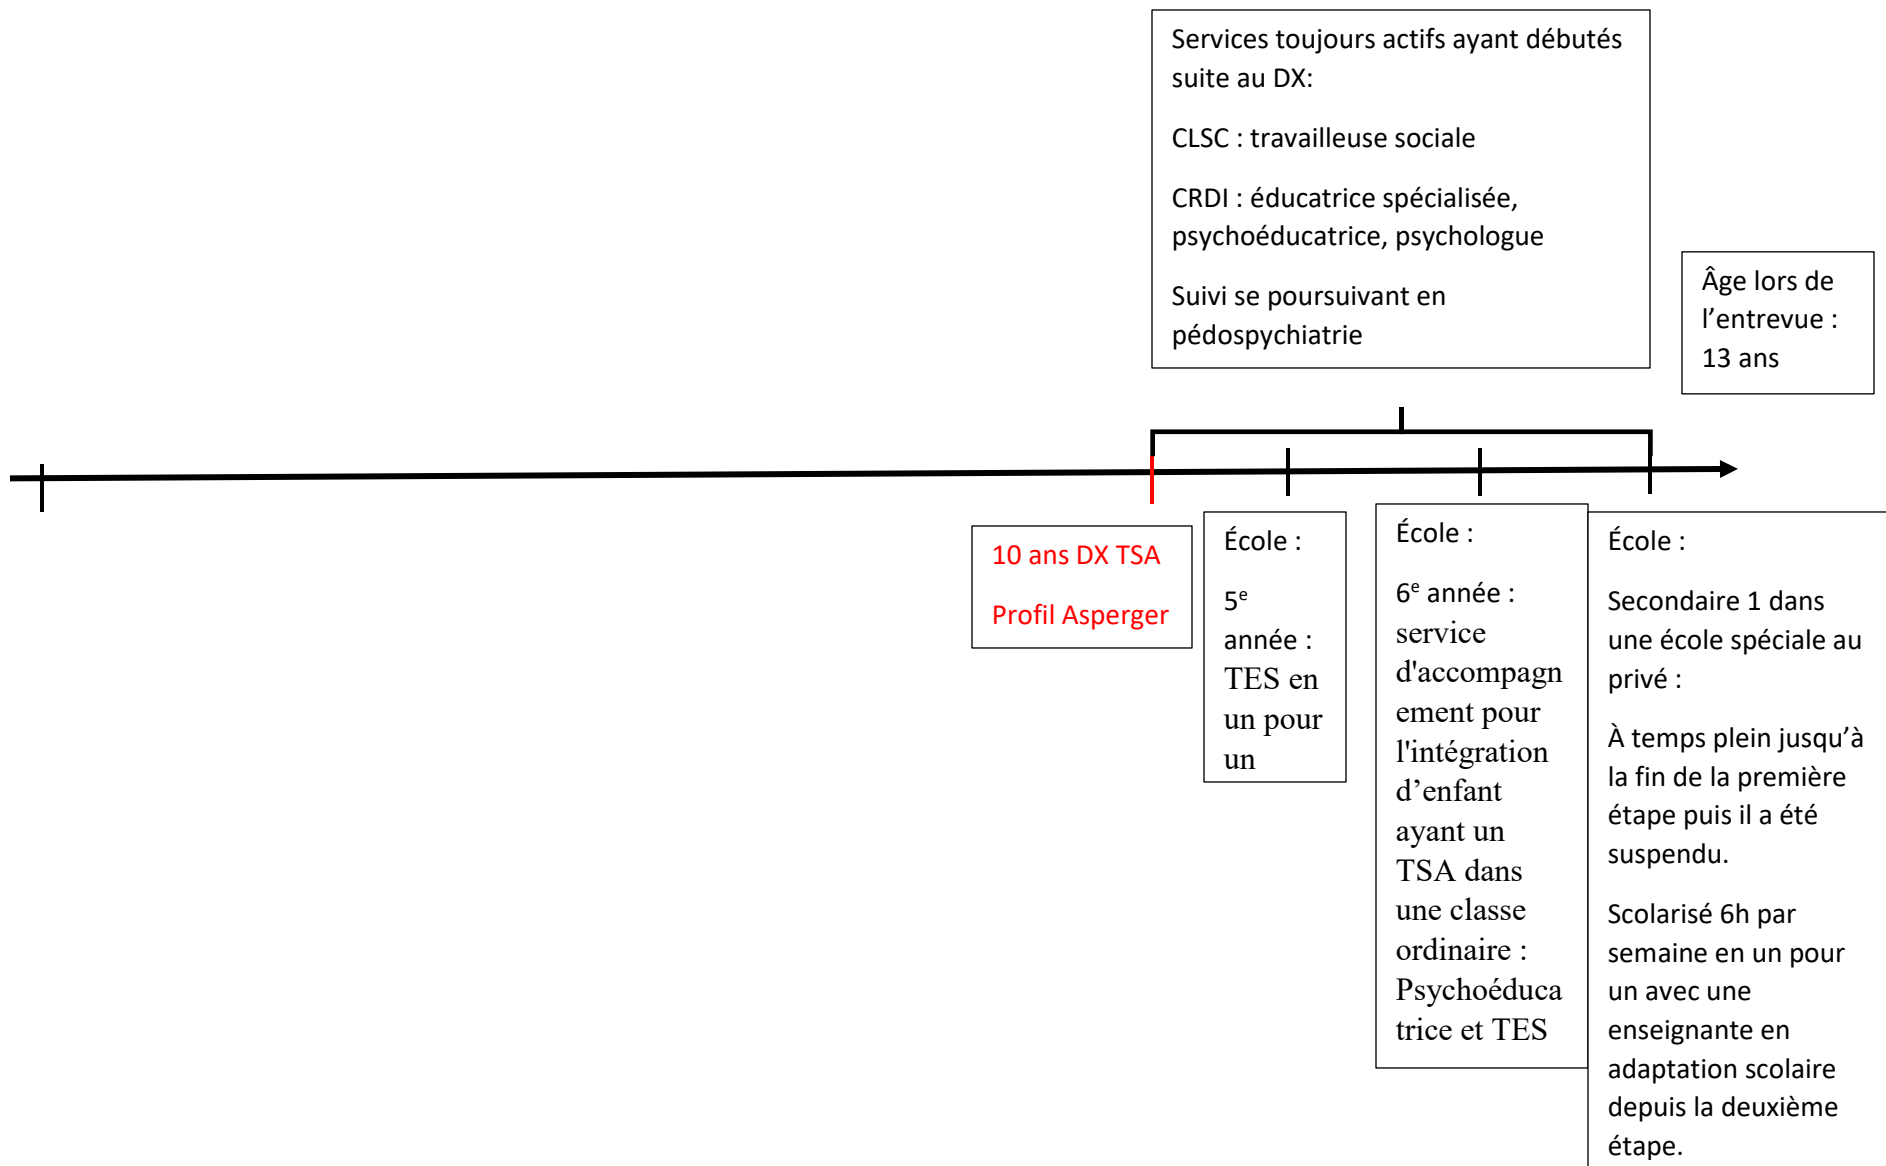 Services toujours actifs ayant débutés
suite au DX:
CLSC : travailleuse sociale
CRDI : éducatrice spécialisée,
psychoéducatrice, psychologue
Suivi se poursuivant en
pédospychiatrie
Âge lors de
l’entrevue :
13 ans
10 ans DX TSA
Profil Asperger
École :
5e
année :
TES en
un pour
un
École :
6e année :
service
d'accompagn
ement pour
l'intégration
d’enfant
ayant un
TSA dans
une classe
ordinaire :
Psychoéduca
trice et TES
École :
Secondaire 1 dans
une école spéciale au
privé :
À temps plein jusqu’à
la fin de la première
étape puis il a été
suspendu.
Scolarisé 6h par
semaine en un pour
un avec une
enseignante en
adaptation scolaire
depuis la deuxième
étape.